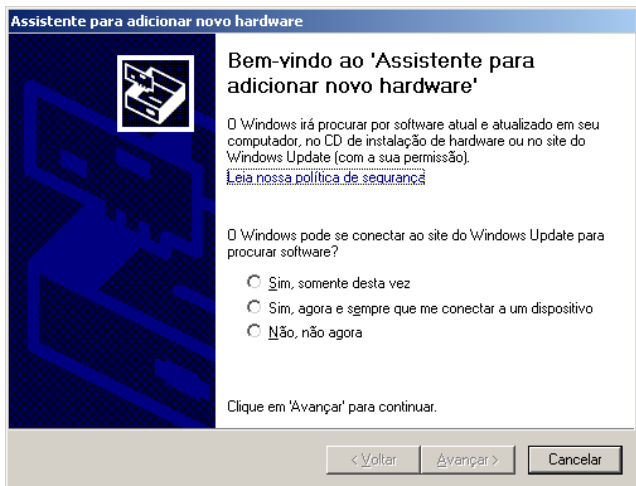 Assistente para adicionar novo hardware
Bem-vindo ao 'Assistente para
adicionar novo hardware'
O Windows irá procurar por software atual e atualizado em seu
computador, no CD de instalação de hardware ou no site do
Windows Update (com a sua permissão).
Leia nossa política de segurança
O Windows pode se conectar ao site do Windows Update para
procurar software?
Sim, somente desta vez
Sim, agora e sempre que me conectar a um dispositivo
Não, não agora
Clique em 'Avançar' para continuar.
< Voltar Avançar > Cancelar